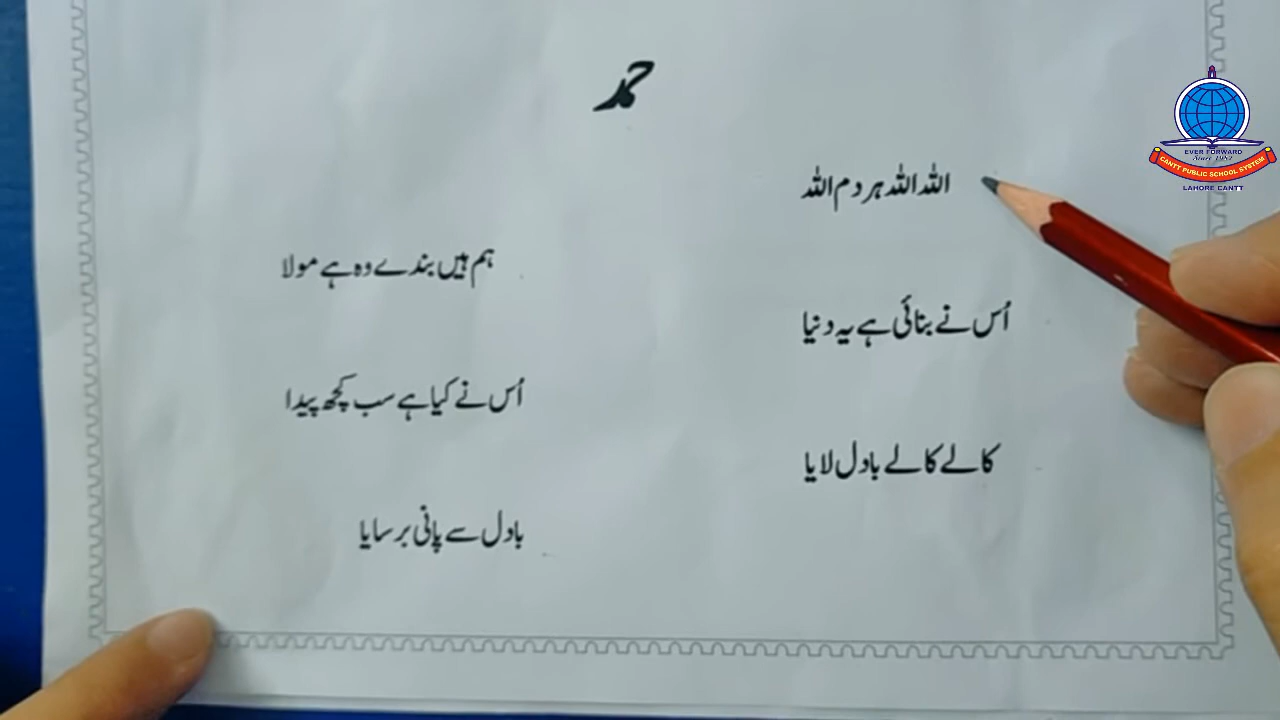 حمد
اللہ اللہ ہر دم اللہ
ہم ہیں بندے وہ ہے مولا
اُس نے بنائی ہے یہ دنیا
اُس نے کیا ہے سب کچھ پیدا
کالے کالے بادل لایا
بادل سے پانی برسایا
EVER FORWARD
Since 1982
CANTT PUBLIC SCHOOL SYSTEM
LAHORE CANTT